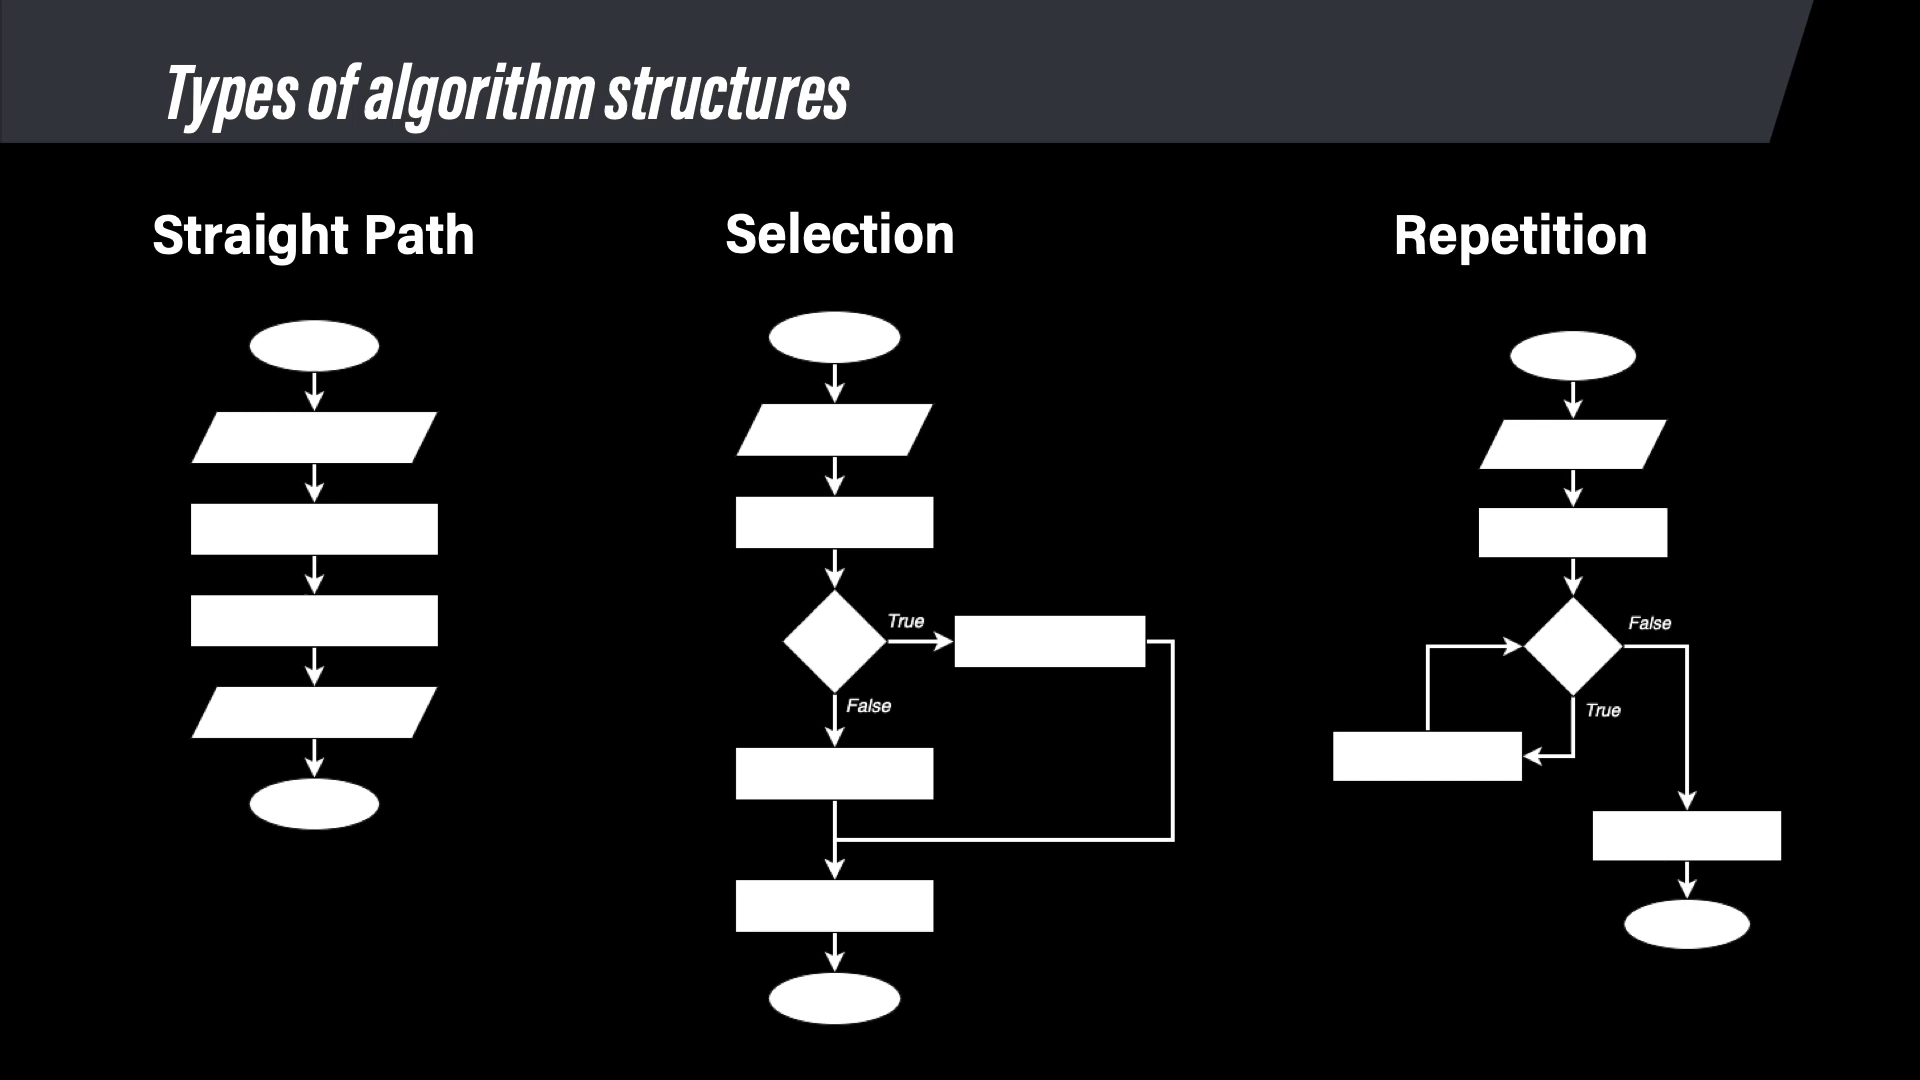 Types of algorithm structures
Straight Path
Selection
Repetition
True
False
False
True